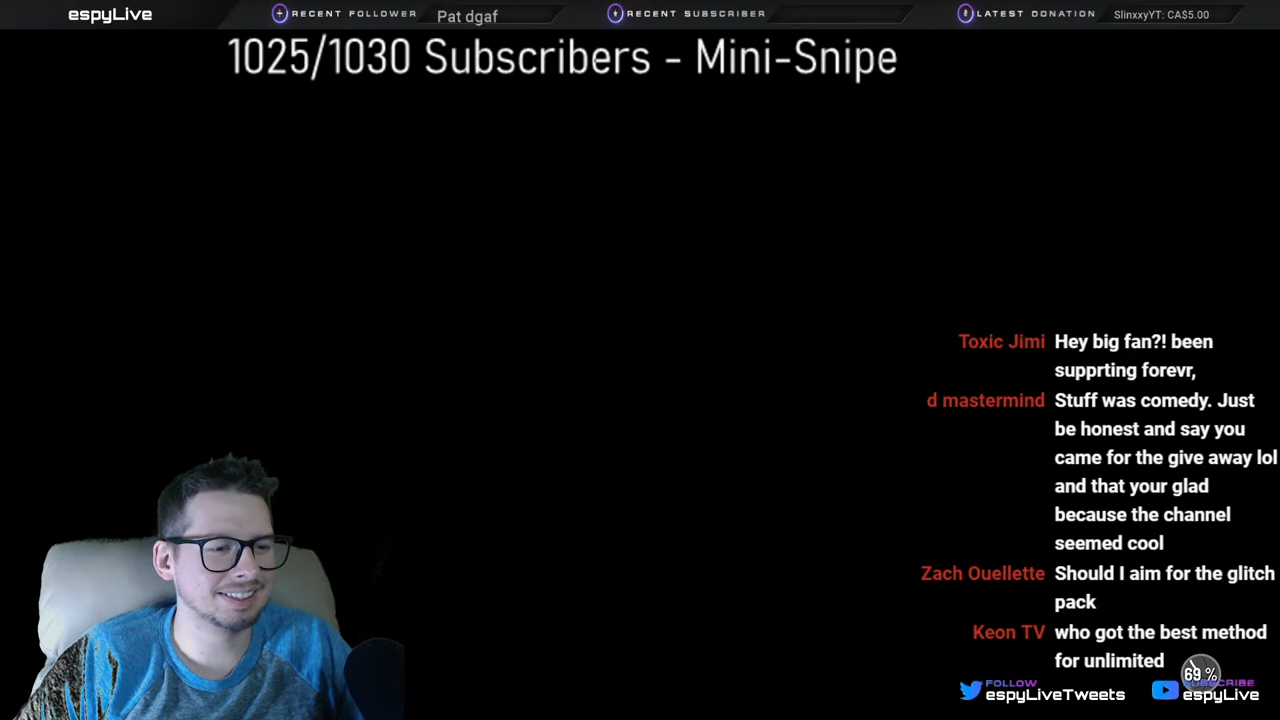 espyLive
RECENT FOLLOWER
Pat dgaf
RECENT SUBSCRIBER
LATEST DONATION
SlinxxyYT: CA$5.00
1025/1030 Subscribers - Mini-Snipe
Toxic Jimi Hey big fan?! been
supprting forevr,
d mastermind Stuff was comedy. Just
be honest and say you
came for the give away lol
and that your glad
because the channel
seemed cool
Zach Ouellette Should I aim for the glitch
pack
Keon TV who got the best method
for unlimited
69 %
FOLLOW
espyLiveTweets
SUBSCRIBE
espyLive